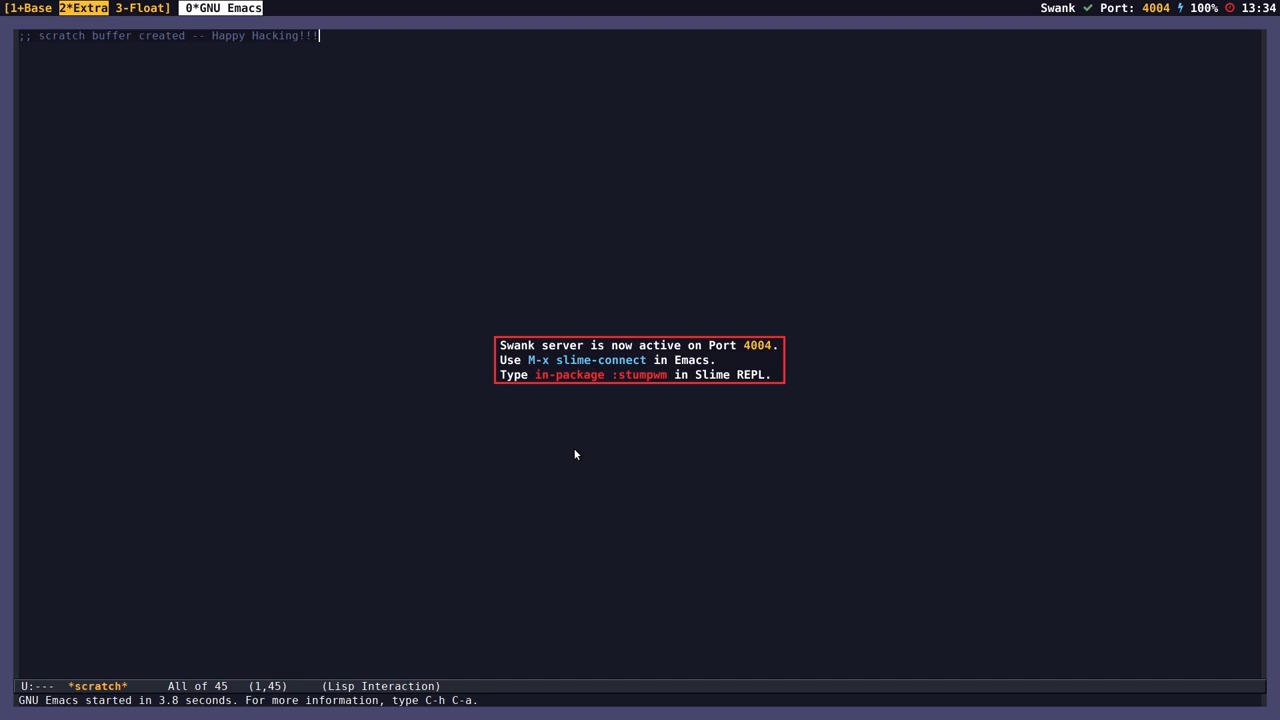 [1+Base 2*Extra 3-Float] 0*GNU Emacs Swank ✓ Port: 4004 100% 13:34
;; scratch buffer created -- Happy Hacking!!!
Swank server is now active on Port 4004.
Use M-x slime-connect in Emacs.
Type in-package :stumpwm in Slime REPL.
U:--- *scratch* All of 45 (1,45) (Lisp Interaction)
GNU Emacs started in 3.8 seconds. For more information, type C-h C-a.